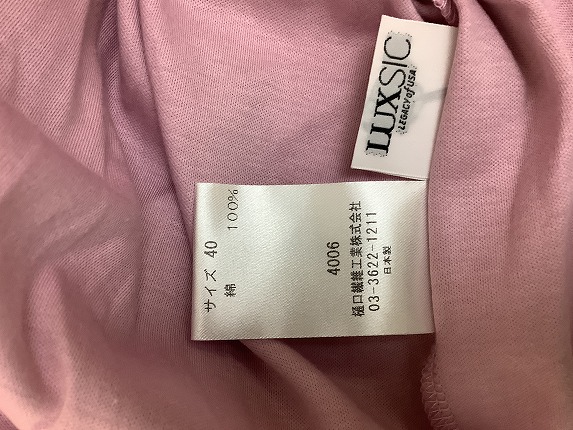 LUXSIC
LEGACY of USA
サイズ 40
綿 100%
4006
樋口繊維工業株式会社
03-3622-1211
日本製